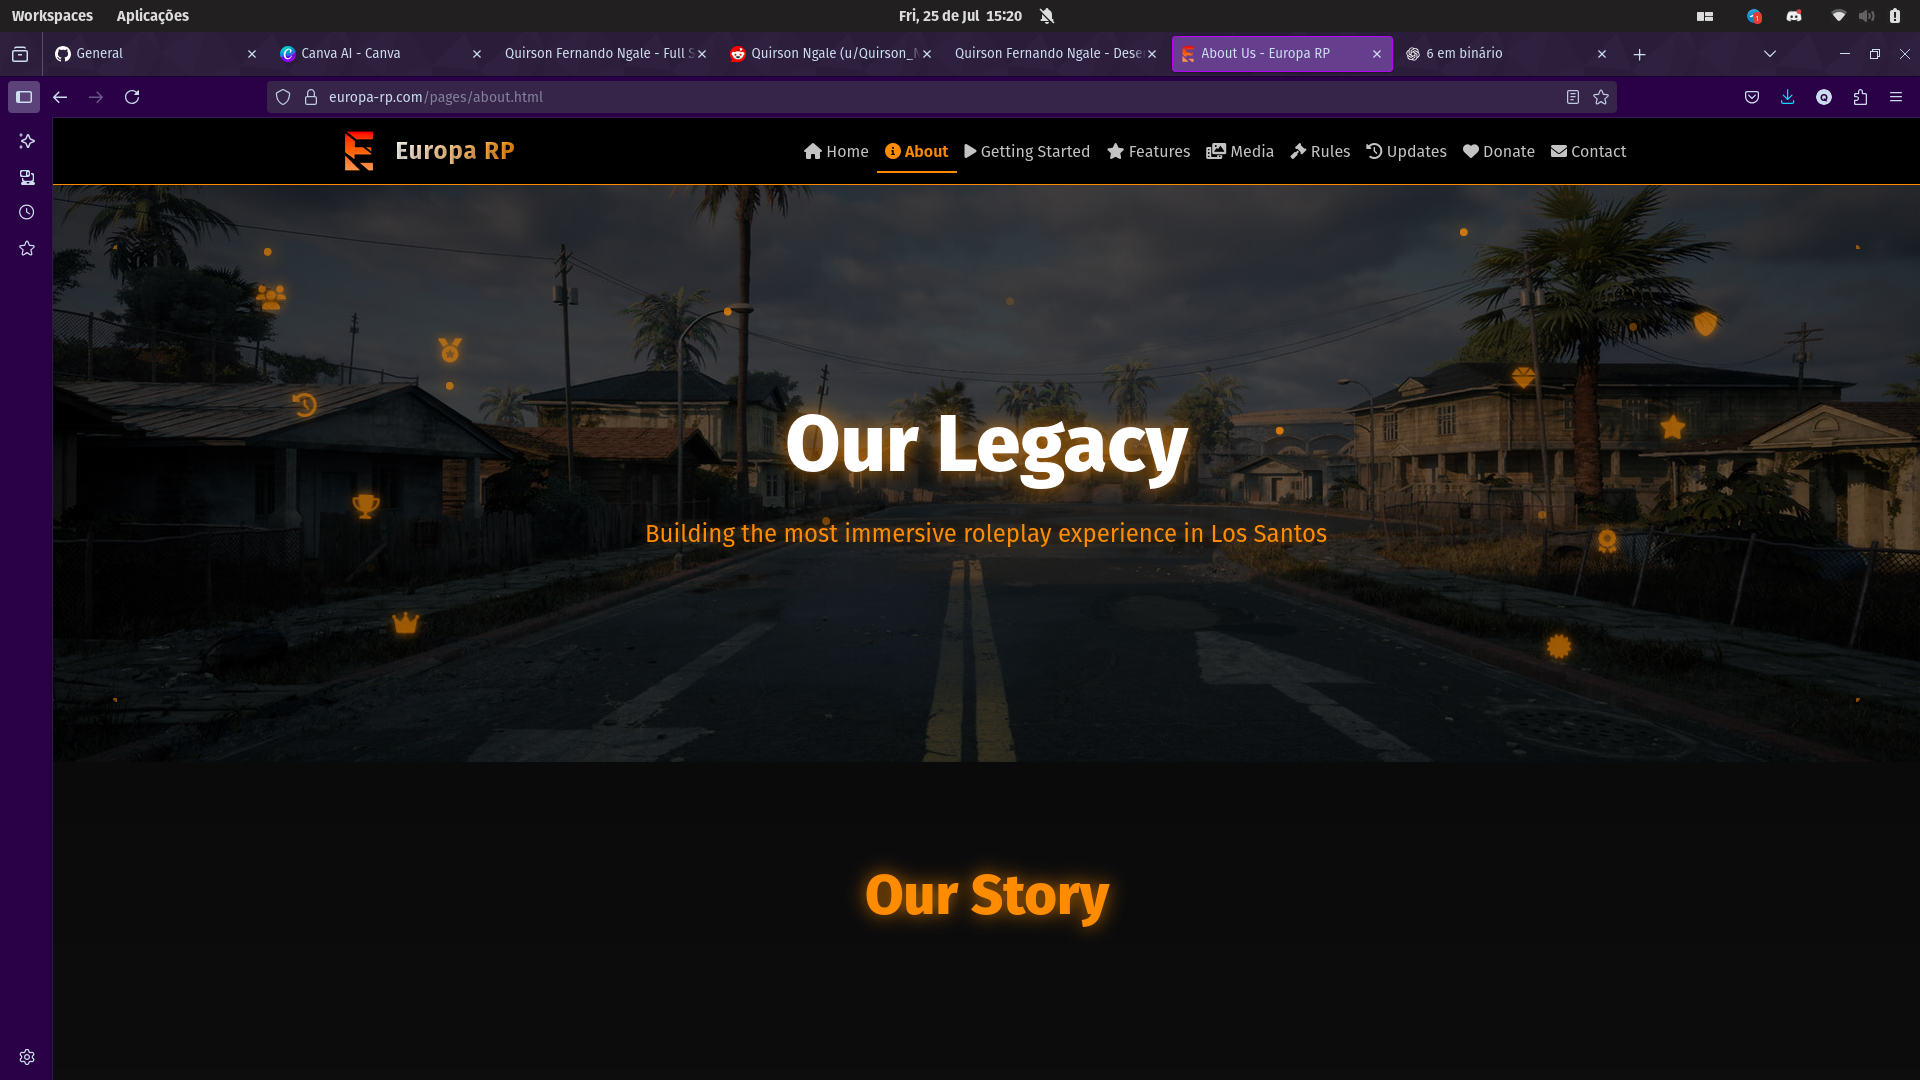 Workspaces Aplicações Fri, 25 de Jul 15:20
General Canva AI - Canva Quirson Fernando Ngale - Full S Quirson Ngale (u/Quirson_N Quirson Fernando Ngale - Desen About Us - Europa RP 6 em binário
europa-rp.com/pages/about.html
Europa RP Home About Getting Started Features Media Rules Updates Donate Contact
Our Legacy
Building the most immersive roleplay experience in Los Santos
Our Story